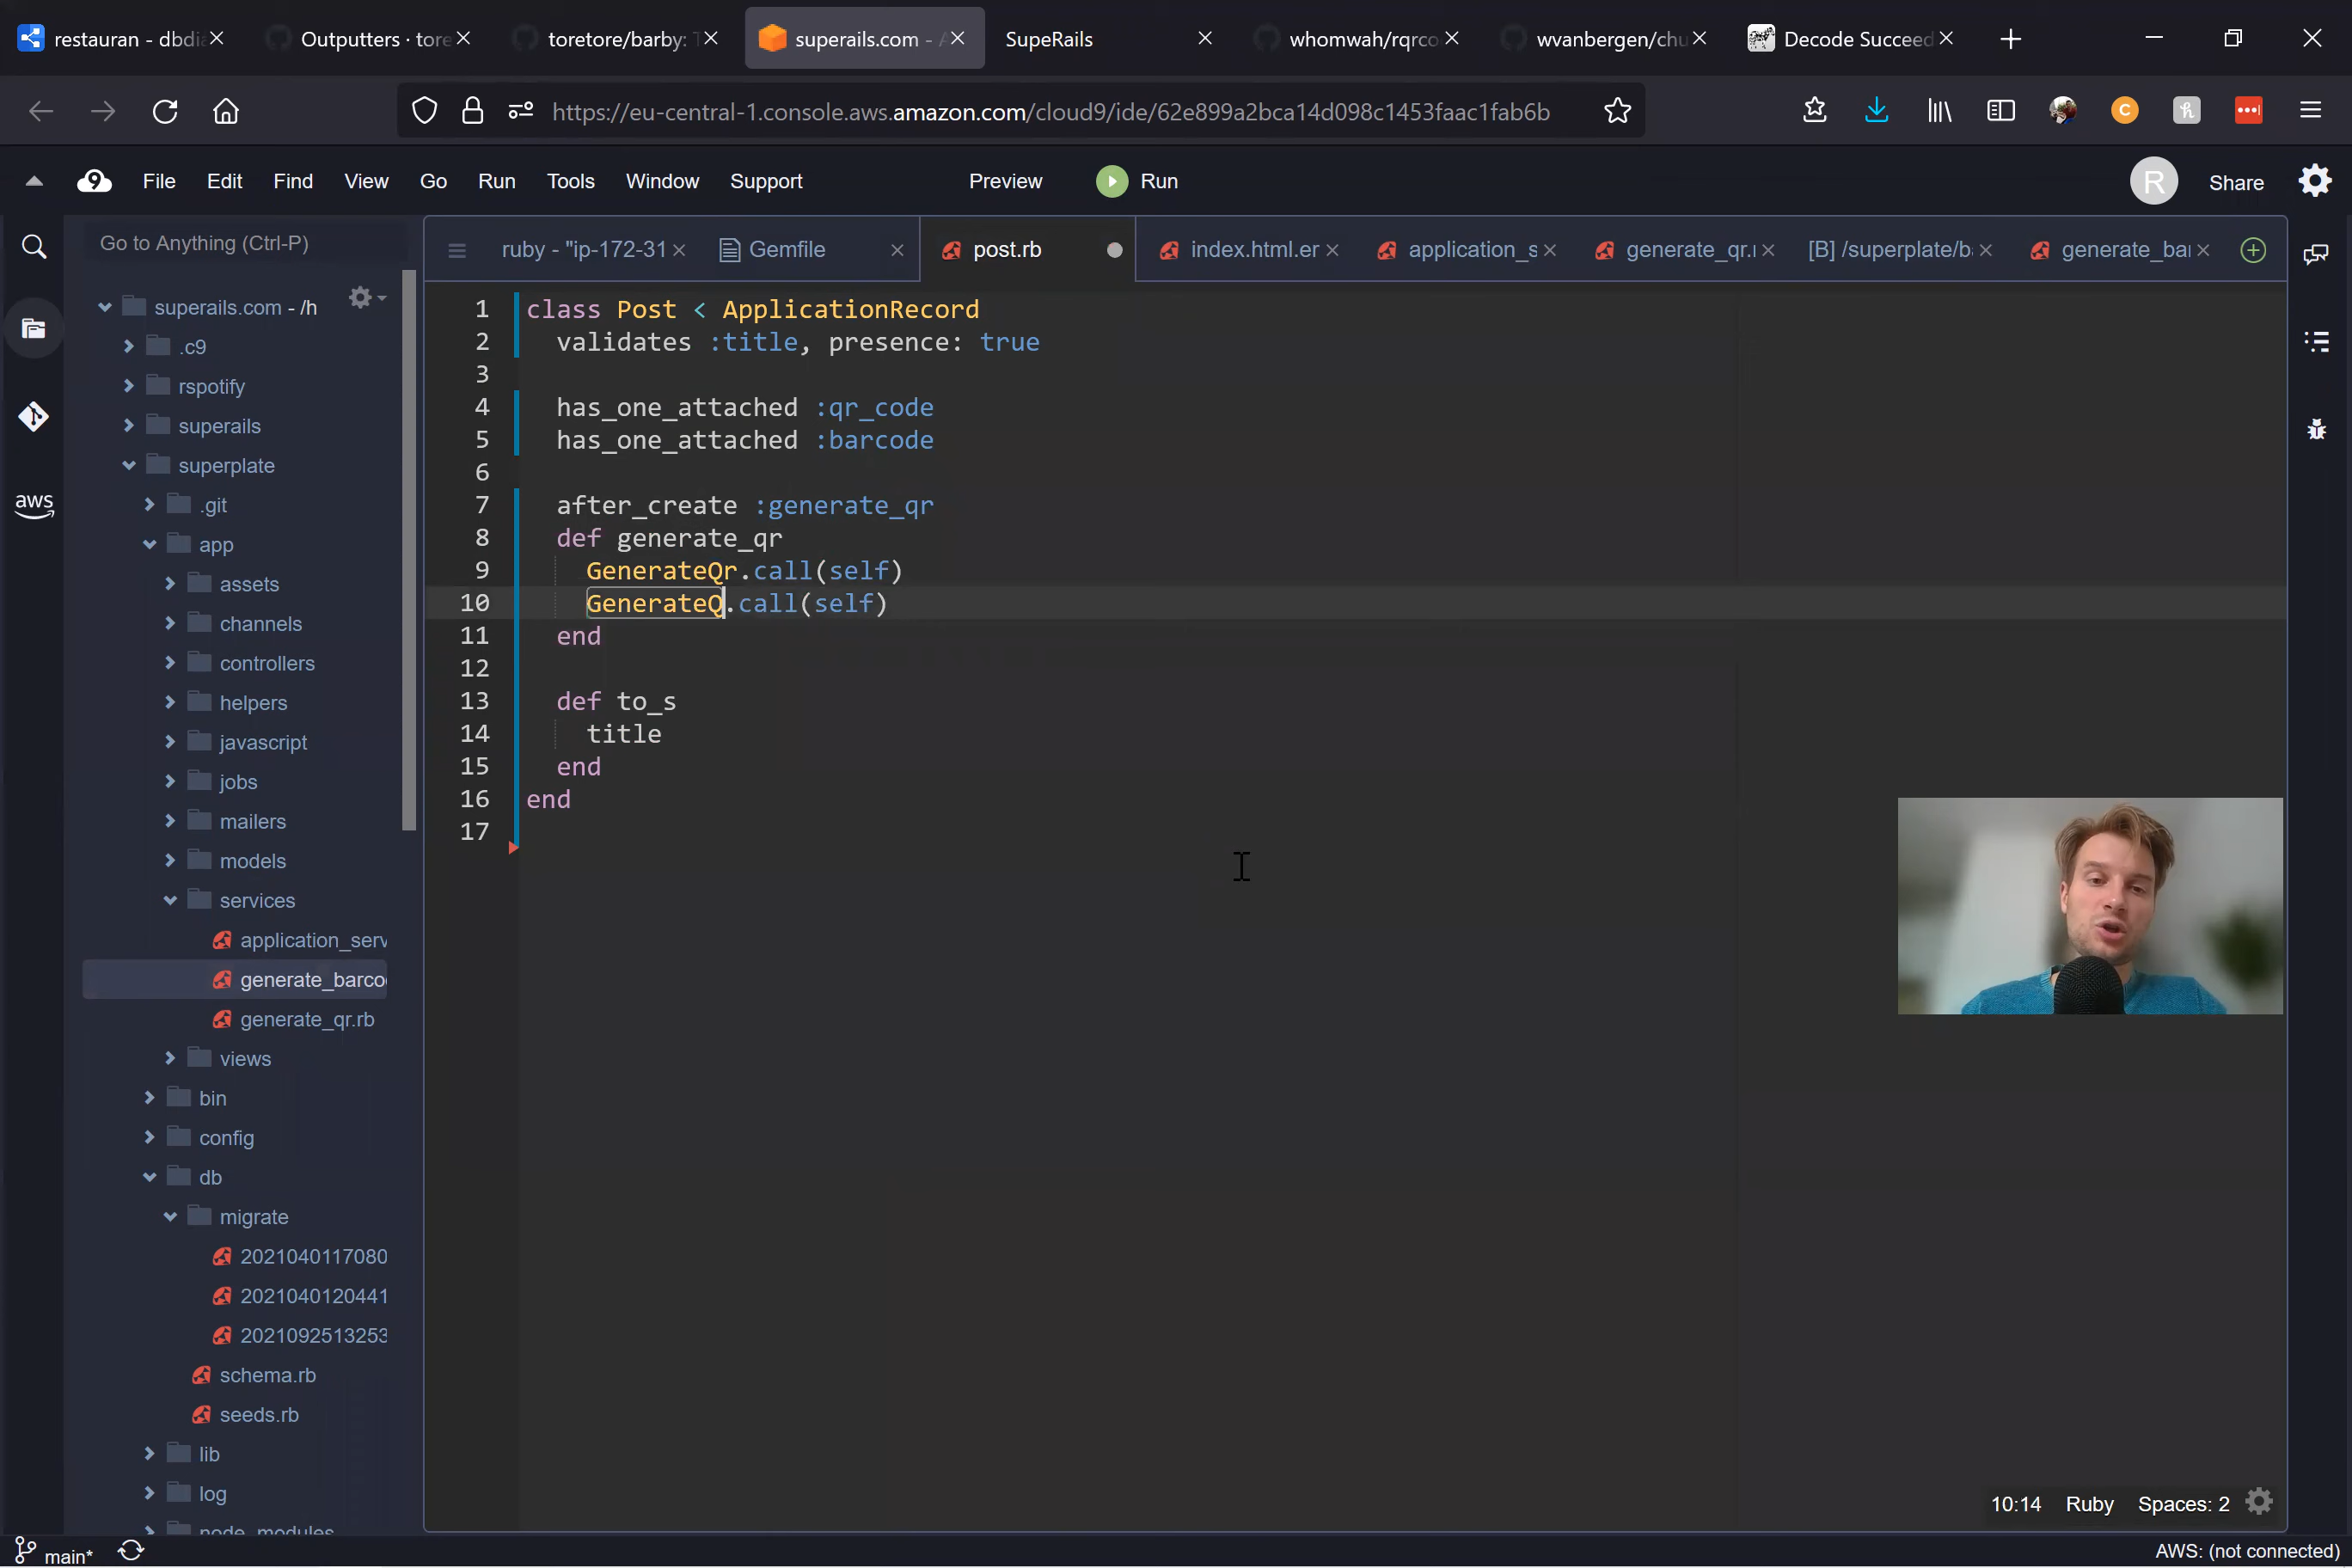 restauran - dbdi
Outputters · tore
toretore/barby: T
superails.com - A
SupeRails
whomwah/rqrco
wvanbergen/chu
Decode Succeed
https://eu-central-1.console.aws.amazon.com/cloud9/ide/62e899a2bca14d098c1453faac1fab6b
9 File Edit Find View Go Run Tools Window Support Preview Run R Share
Go to Anything (Ctrl-P)
ruby - "ip-172-31
Gemfile
post.rb
index.html.er
application_s
generate_qr.r
[B] /superplate/b
generate_bar
aws
superails.com - /h
.c9
rspotify
superails
superplate
.git
app
assets
channels
controllers
helpers
javascript
jobs
mailers
models
services
application_serv
generate_barco
generate_qr.rb
views
bin
config
db
migrate
2021040117080
2021040120441
2021092513253
schema.rb
seeds.rb
lib
log
node_modules
1 class Post < ApplicationRecord
2 validates :title, presence: true
3
4 has_one_attached :qr_code
5 has_one_attached :barcode
6
7 after_create :generate_qr
8 def generate_qr
9 GenerateQr.call(self)
10 GenerateQ.call(self)
11 end
12
13 def to_s
14 title
15 end
16 end
17
10:14 Ruby Spaces: 2
main* AWS: (not connected)